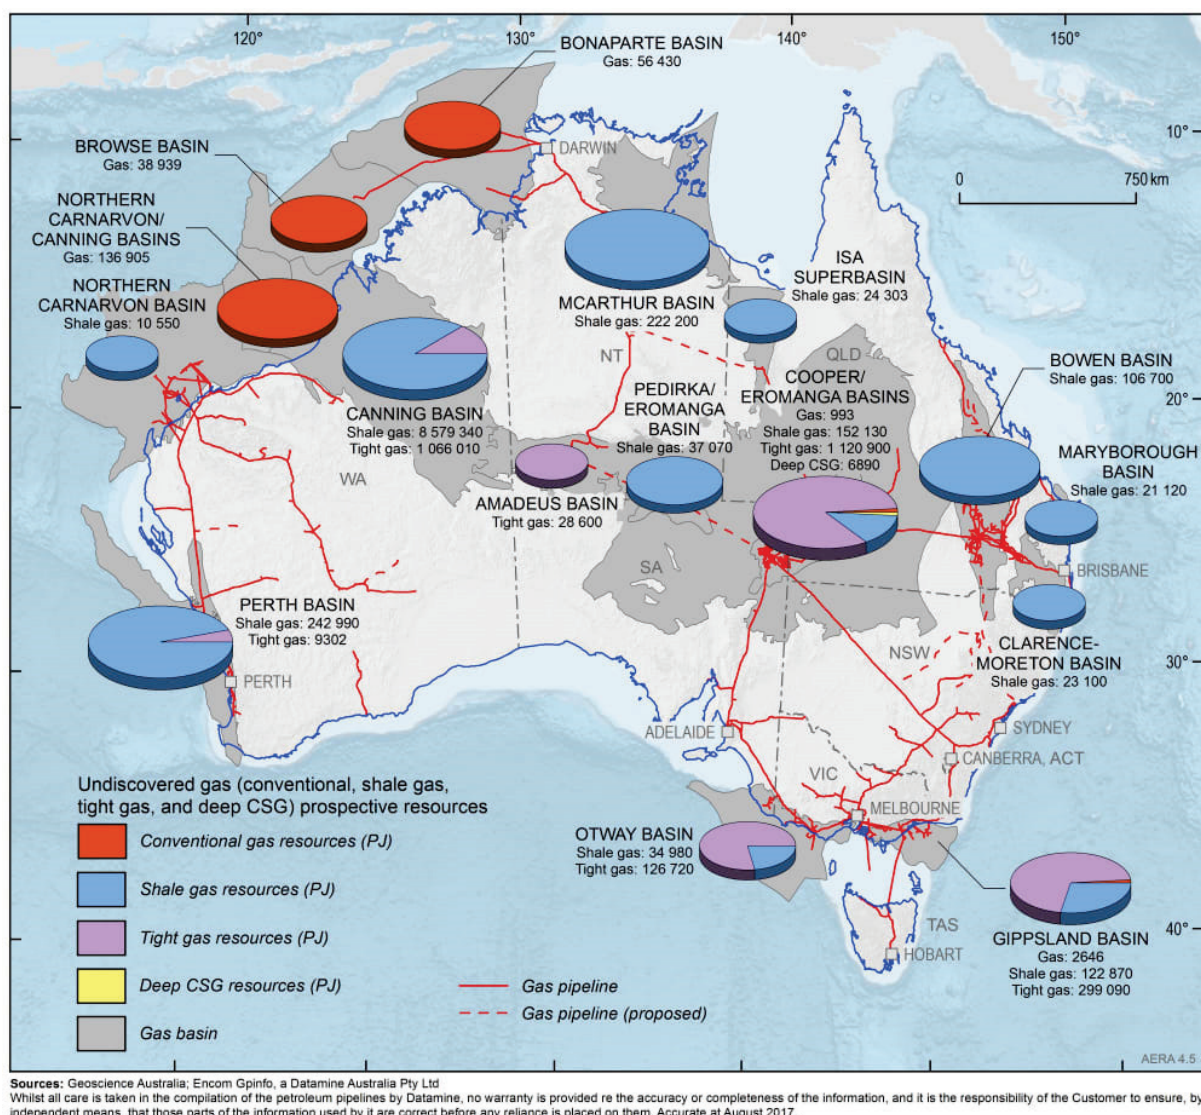 120°
130°
140°
150°
BONAPARTE BASIN
Gas: 56 430
BROWSE BASIN
Gas: 38 939
DARWIN
10°
0
750 km
NORTHERN
CARNARVON/
CANNING BASINS
Gas: 136 905
NORTHERN
CARNARVON BASIN
Shale gas: 10 550
ISA
SUPERBASIN
Shale gas: 24 303
MCARTHUR BASIN
Shale gas: 222 200
NT
QLD
BOWEN BASIN
Shale gas: 106 700
PEDIRKA/
EROMANGA
BASIN
Shale gas: 37 070
COOPER/
EROMANGA BASINS
Gas: 993
Shale gas: 152 130
Tight gas: 1 120 900
Deep CSG: 6890
20°
CANNING BASIN
Shale gas: 8 579 340
Tight gas: 1 066 010
MARYBOROUGH
BASIN
Shale gas: 21 120
WA
AMADEUS BASIN
Tight gas: 28 600
SA
BRISBANE
PERTH BASIN
Shale gas: 242 990
Tight gas: 9302
NSW
CLARENCE-
MORETON BASIN
Shale gas: 23 100
30°
PERTH
ADELAIDE
SYDNEY
CANBERRA, ACT
VIC
MELBOURNE
Undiscovered gas (conventional, shale gas,
tight gas, and deep CSG) prospective resources
Conventional gas resources (PJ)
Shale gas resources (PJ)
Tight gas resources (PJ)
Deep CSG resources (PJ)
Gas basin
Gas pipeline
Gas pipeline (proposed)
OTWAY BASIN
Shale gas: 34 980
Tight gas: 126 720
TAS
HOBART
40°
GIPPSLAND BASIN
Gas: 2646
Shale gas: 122 870
Tight gas: 299 090
AERA 4.5
Sources: Geoscience Australia; Encom Gpinfo, a Datamine Australia Pty Ltd
Whilst all care is taken in the compilation of the petroleum pipelines by Datamine, no warranty is provided re the accuracy or completeness of the information, and it is the responsibility of the Customer to ensure, b
independent means, that those parts of the information used by it are correct before any reliance is placed on them. Accurate at August 2017